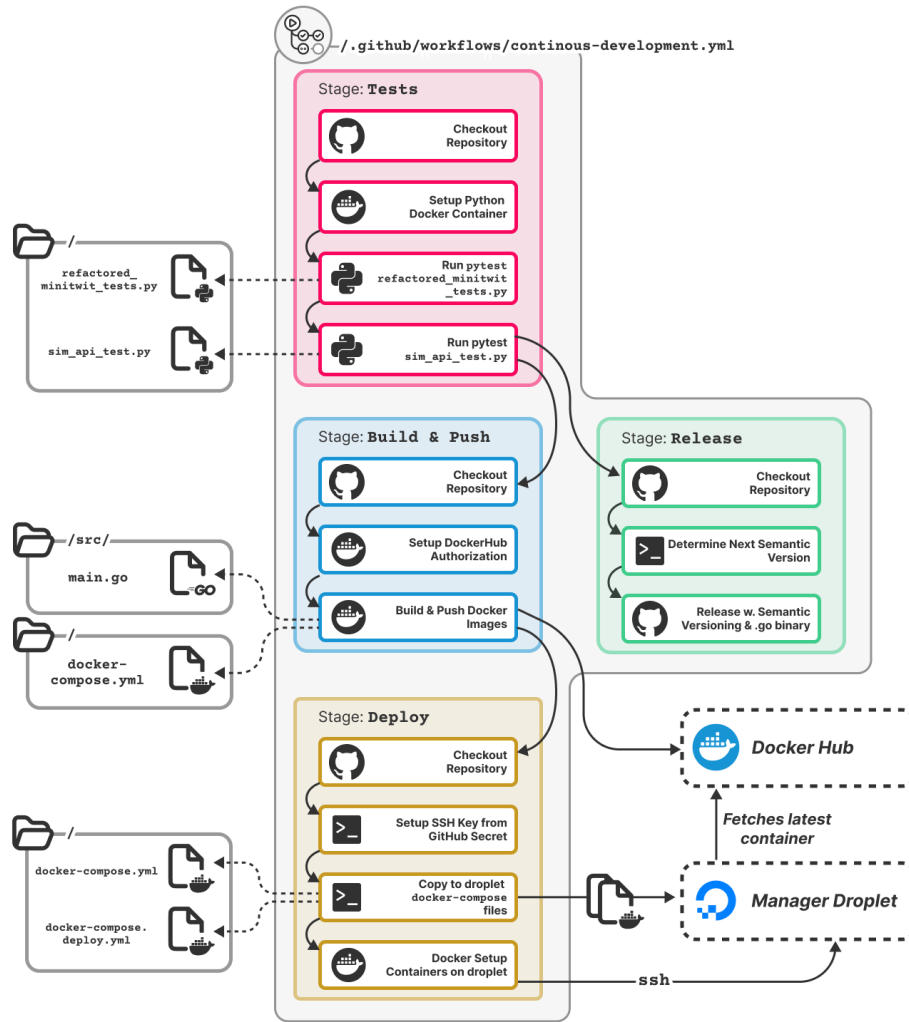 /.github/workflows/continous-development.yml
Stage: Tests
Checkout
Repository
Setup Python
Docker Container
Run pytest
refactored_minitwit
_tests.py
Run pytest
sim_api_test.py
/
refactored_
minitwit_tests.py
sim_api_test.py
Stage: Build & Push
Checkout
Repository
Setup DockerHub
Authorization
Build & Push Docker
Images
Stage: Release
Checkout
Repository
Determine Next Semantic
Version
Release w. Semantic
Versioning & .go binary
/src/
main.go
GO
/
docker-
compose.yml
Stage: Deploy
Checkout
Repository
Setup SSH Key from
GitHub Secret
Copy to droplet
docker-compose
files
Docker Setup
Containers on droplet
/
docker-compose.yml
docker-compose.
deploy.yml
Docker Hub
Fetches latest
container
Manager Droplet
ssh